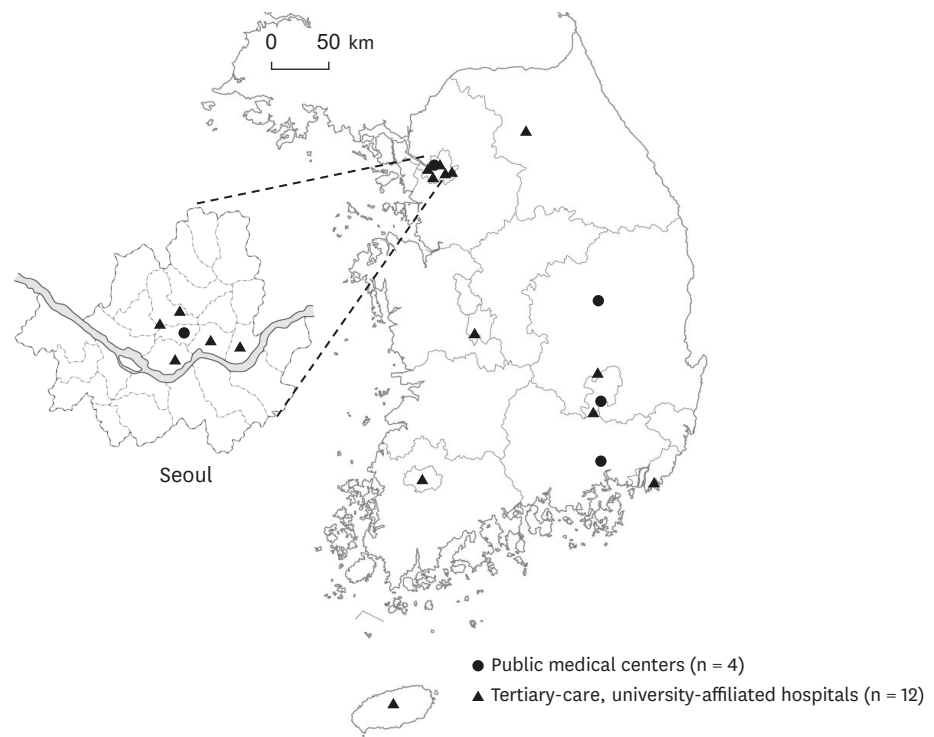 0 50 km
Seoul
Public medical centers (n = 4)
Tertiary-care, university-affiliated hospitals (n = 12)